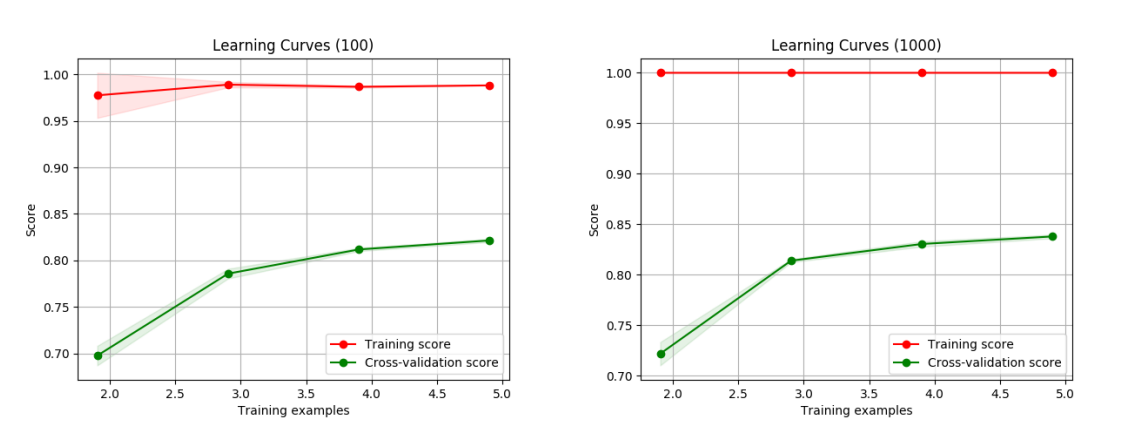 Learning Curves (100)
1.00
0.95
0.90
0.85
0.80
0.75
0.70
Score
2.0 2.5 3.0 3.5 4.0 4.5 5.0
Training examples
Training score
Cross-validation score
Learning Curves (1000)
1.00
0.95
0.90
0.85
0.80
0.75
0.70
Score
2.0 2.5 3.0 3.5 4.0 4.5 5.0
Training examples
Training score
Cross-validation score